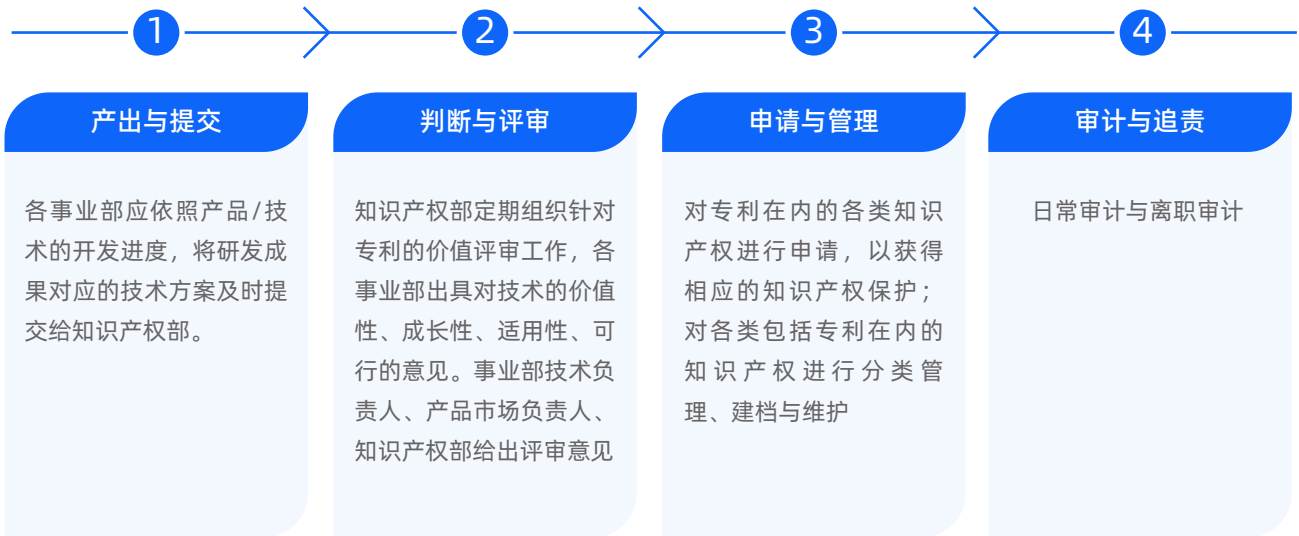 1
2
3
4
产出与提交
各事业部应依照产品/技
术的开发进度，将研发成
果对应的技术方案及时提
交给知识产权部。
判断与评审
知识产权部定期组织针对
专利的价值评审工作，各
事业部出具对技术的价值
性、成长性、适用性、可
行的意见。事业部技术负
责人、产品市场负责人、
知识产权部给出评审意见
申请与管理
对专利在内的各类知识
产权进行申请，以获得
相应的知识产权保护；
对各类包括专利在内的
知识产权进行分类管
理、建档与维护
审计与追责
日常审计与离职审计